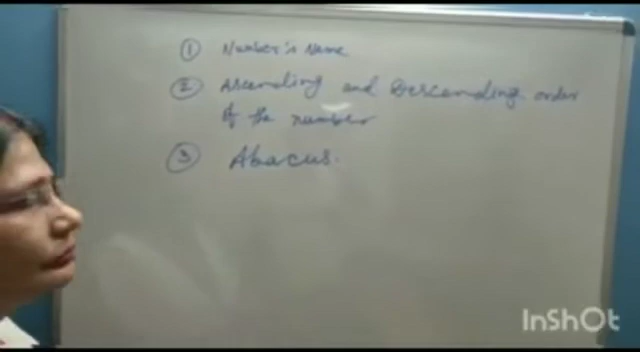 ① Number's Name
② Ascending and Descending order
of the number
③ Abacus.
InShOt